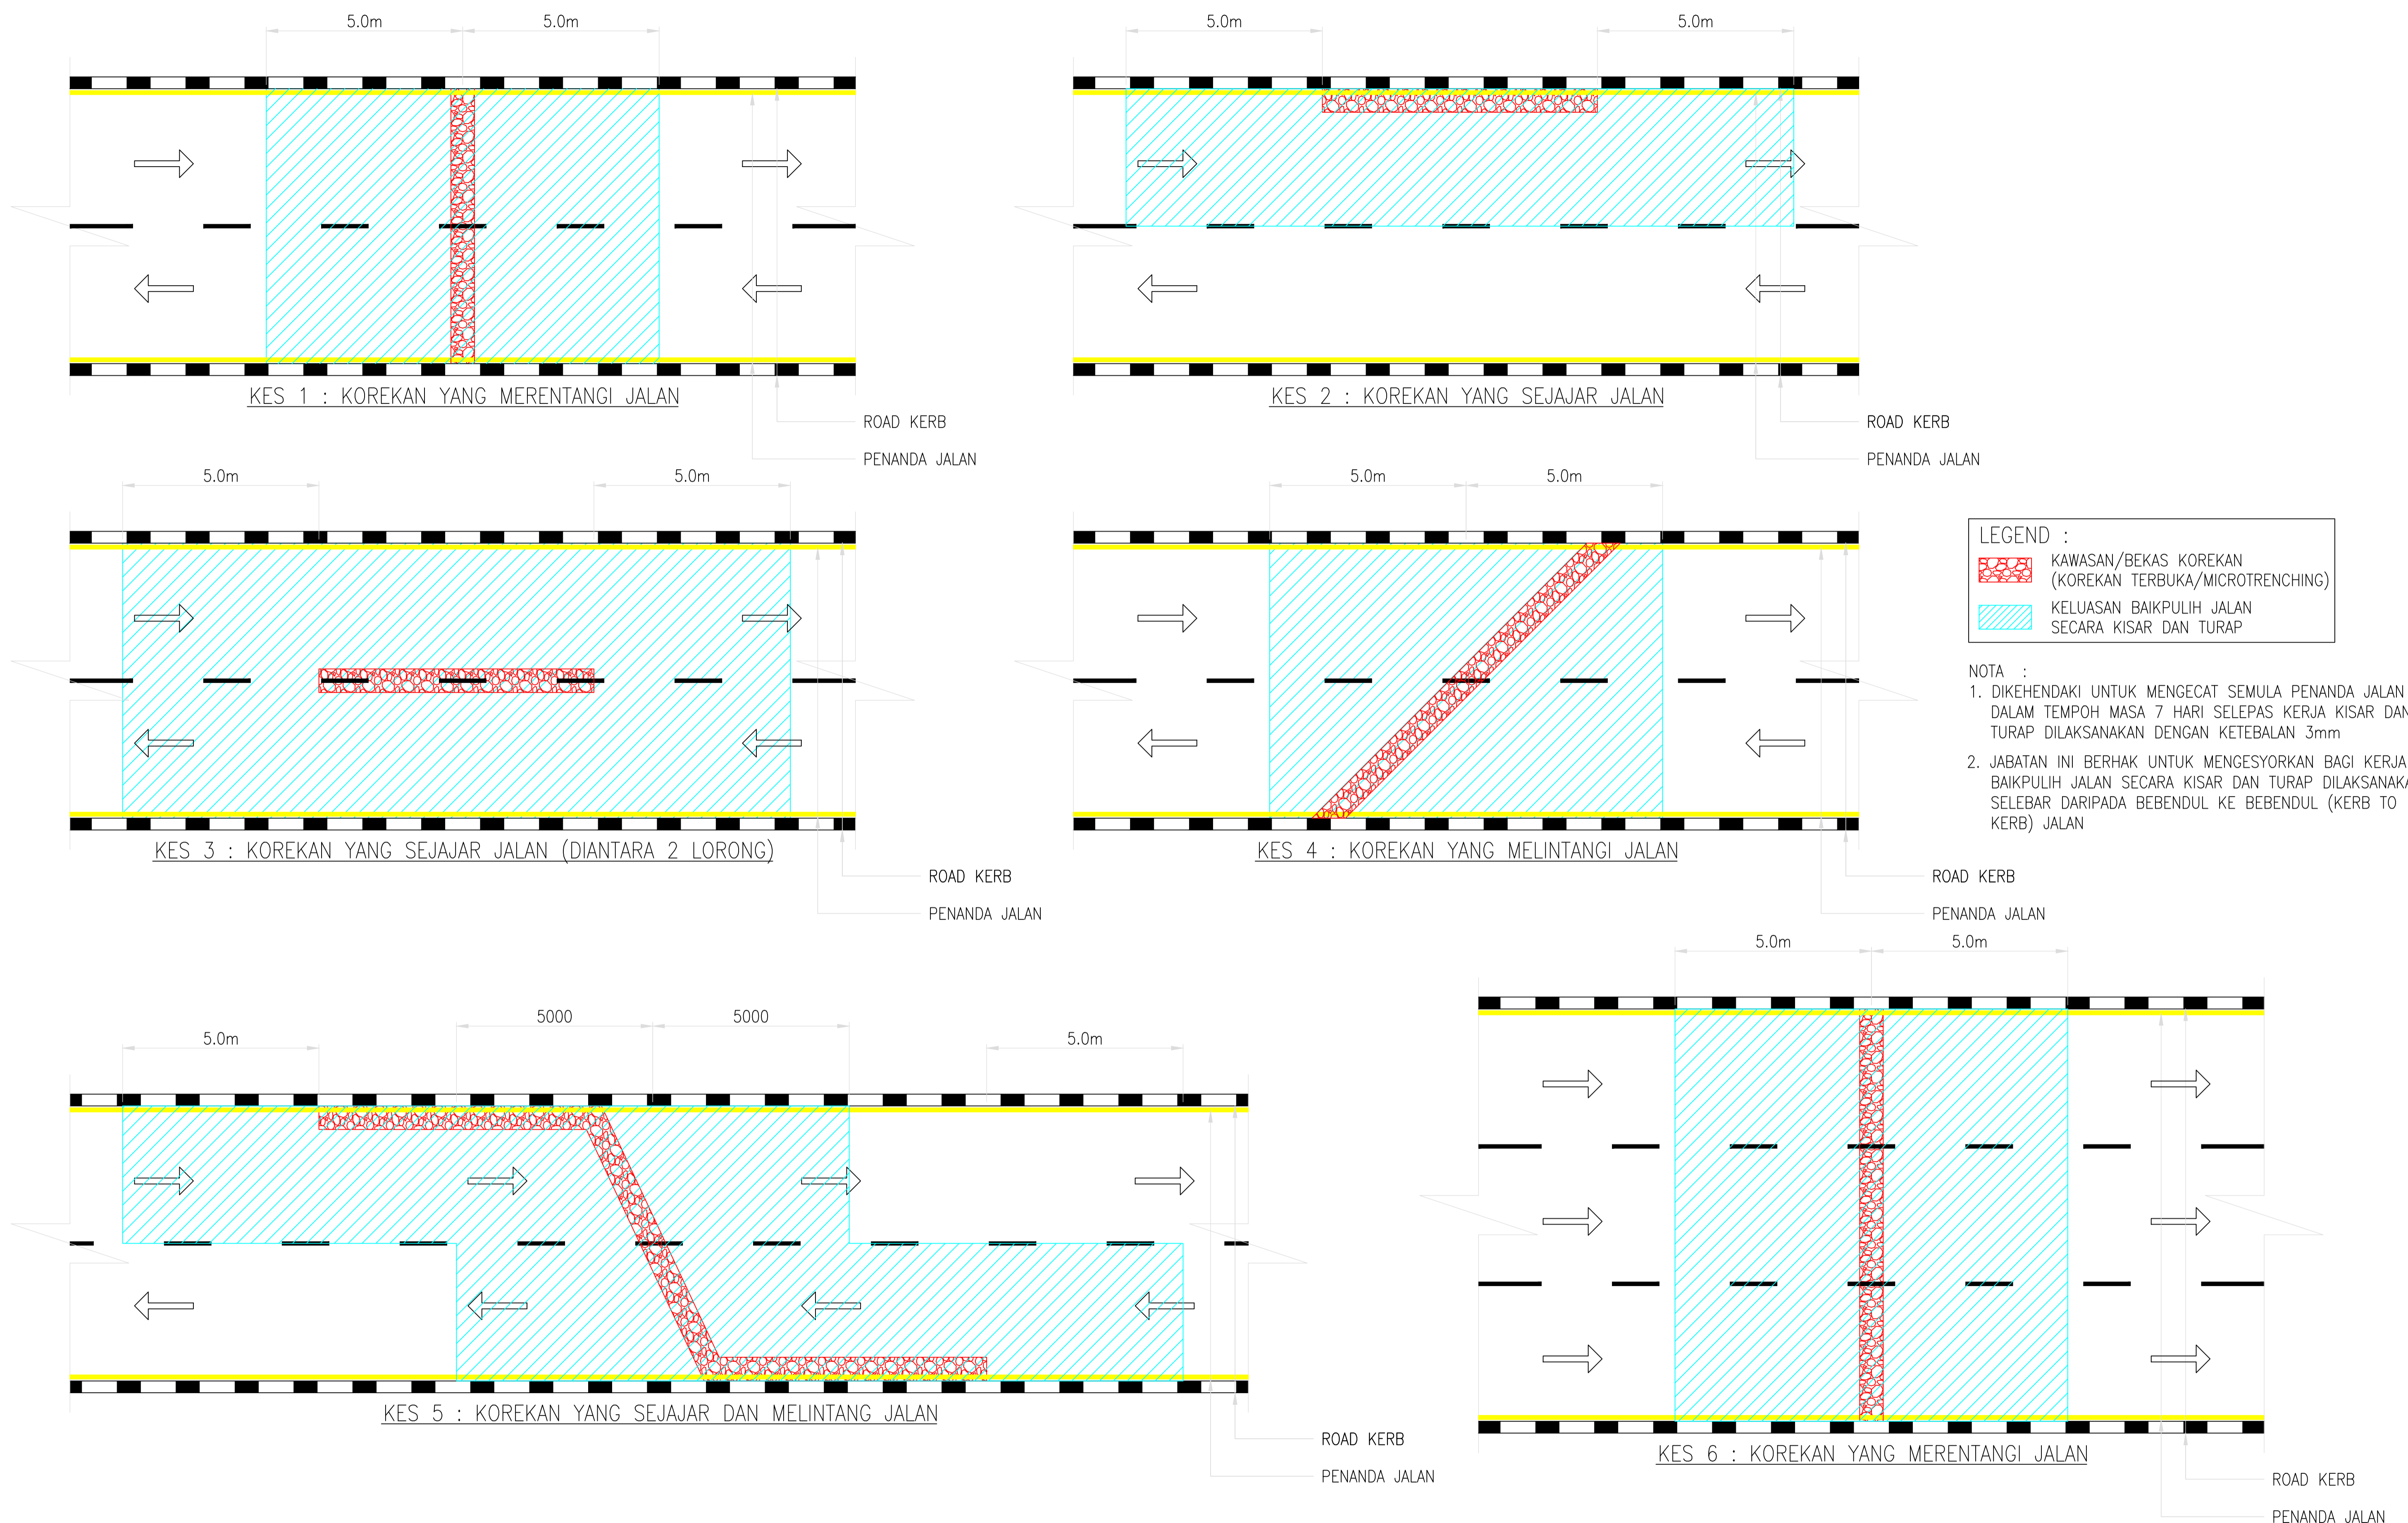 5.0m 5.0m
KES 1 : KOREKAN YANG MERENTANGI JALAN
ROAD KERB
PENANDA JALAN
5.0m 5.0m
KES 2 : KOREKAN YANG SEJAJAR JALAN
ROAD KERB
PENANDA JALAN
5.0m 5.0m
KES 3 : KOREKAN YANG SEJAJAR JALAN (DIANTARA 2 LORONG)
ROAD KERB
PENANDA JALAN
5.0m 5.0m
KES 4 : KOREKAN YANG MELINTANGI JALAN
ROAD KERB
PENANDA JALAN
LEGEND :
KAWASAN/BEKAS KOREKAN
(KOREKAN TERBUKA/MICROTRENCHING)
KELUASAN BAIKPULIH JALAN
SECARA KISAR DAN TURAP
NOTA :
1. DIKEHENDAKI UNTUK MENGECAT SEMULA PENANDA JALAN
DALAM TEMPOH MASA 7 HARI SELEPAS KERJA KISAR DAN
TURAP DILAKSANAKAN DENGAN KETEBALAN 3mm
2. JABATAN INI BERHAK UNTUK MENGESYORKAN BAGI KERJA
BAIKPULIH JALAN SECARA KISAR DAN TURAP DILAKSANAKA
SELEBAR DARIPADA BEBENDUL KE BEBENDUL (KERB TO
KERB) JALAN
5.0m 5000 5000 5.0m
KES 5 : KOREKAN YANG SEJAJAR DAN MELINTANG JALAN
ROAD KERB
PENANDA JALAN
5.0m 5.0m
KES 6 : KOREKAN YANG MERENTANGI JALAN
ROAD KERB
PENANDA JALAN